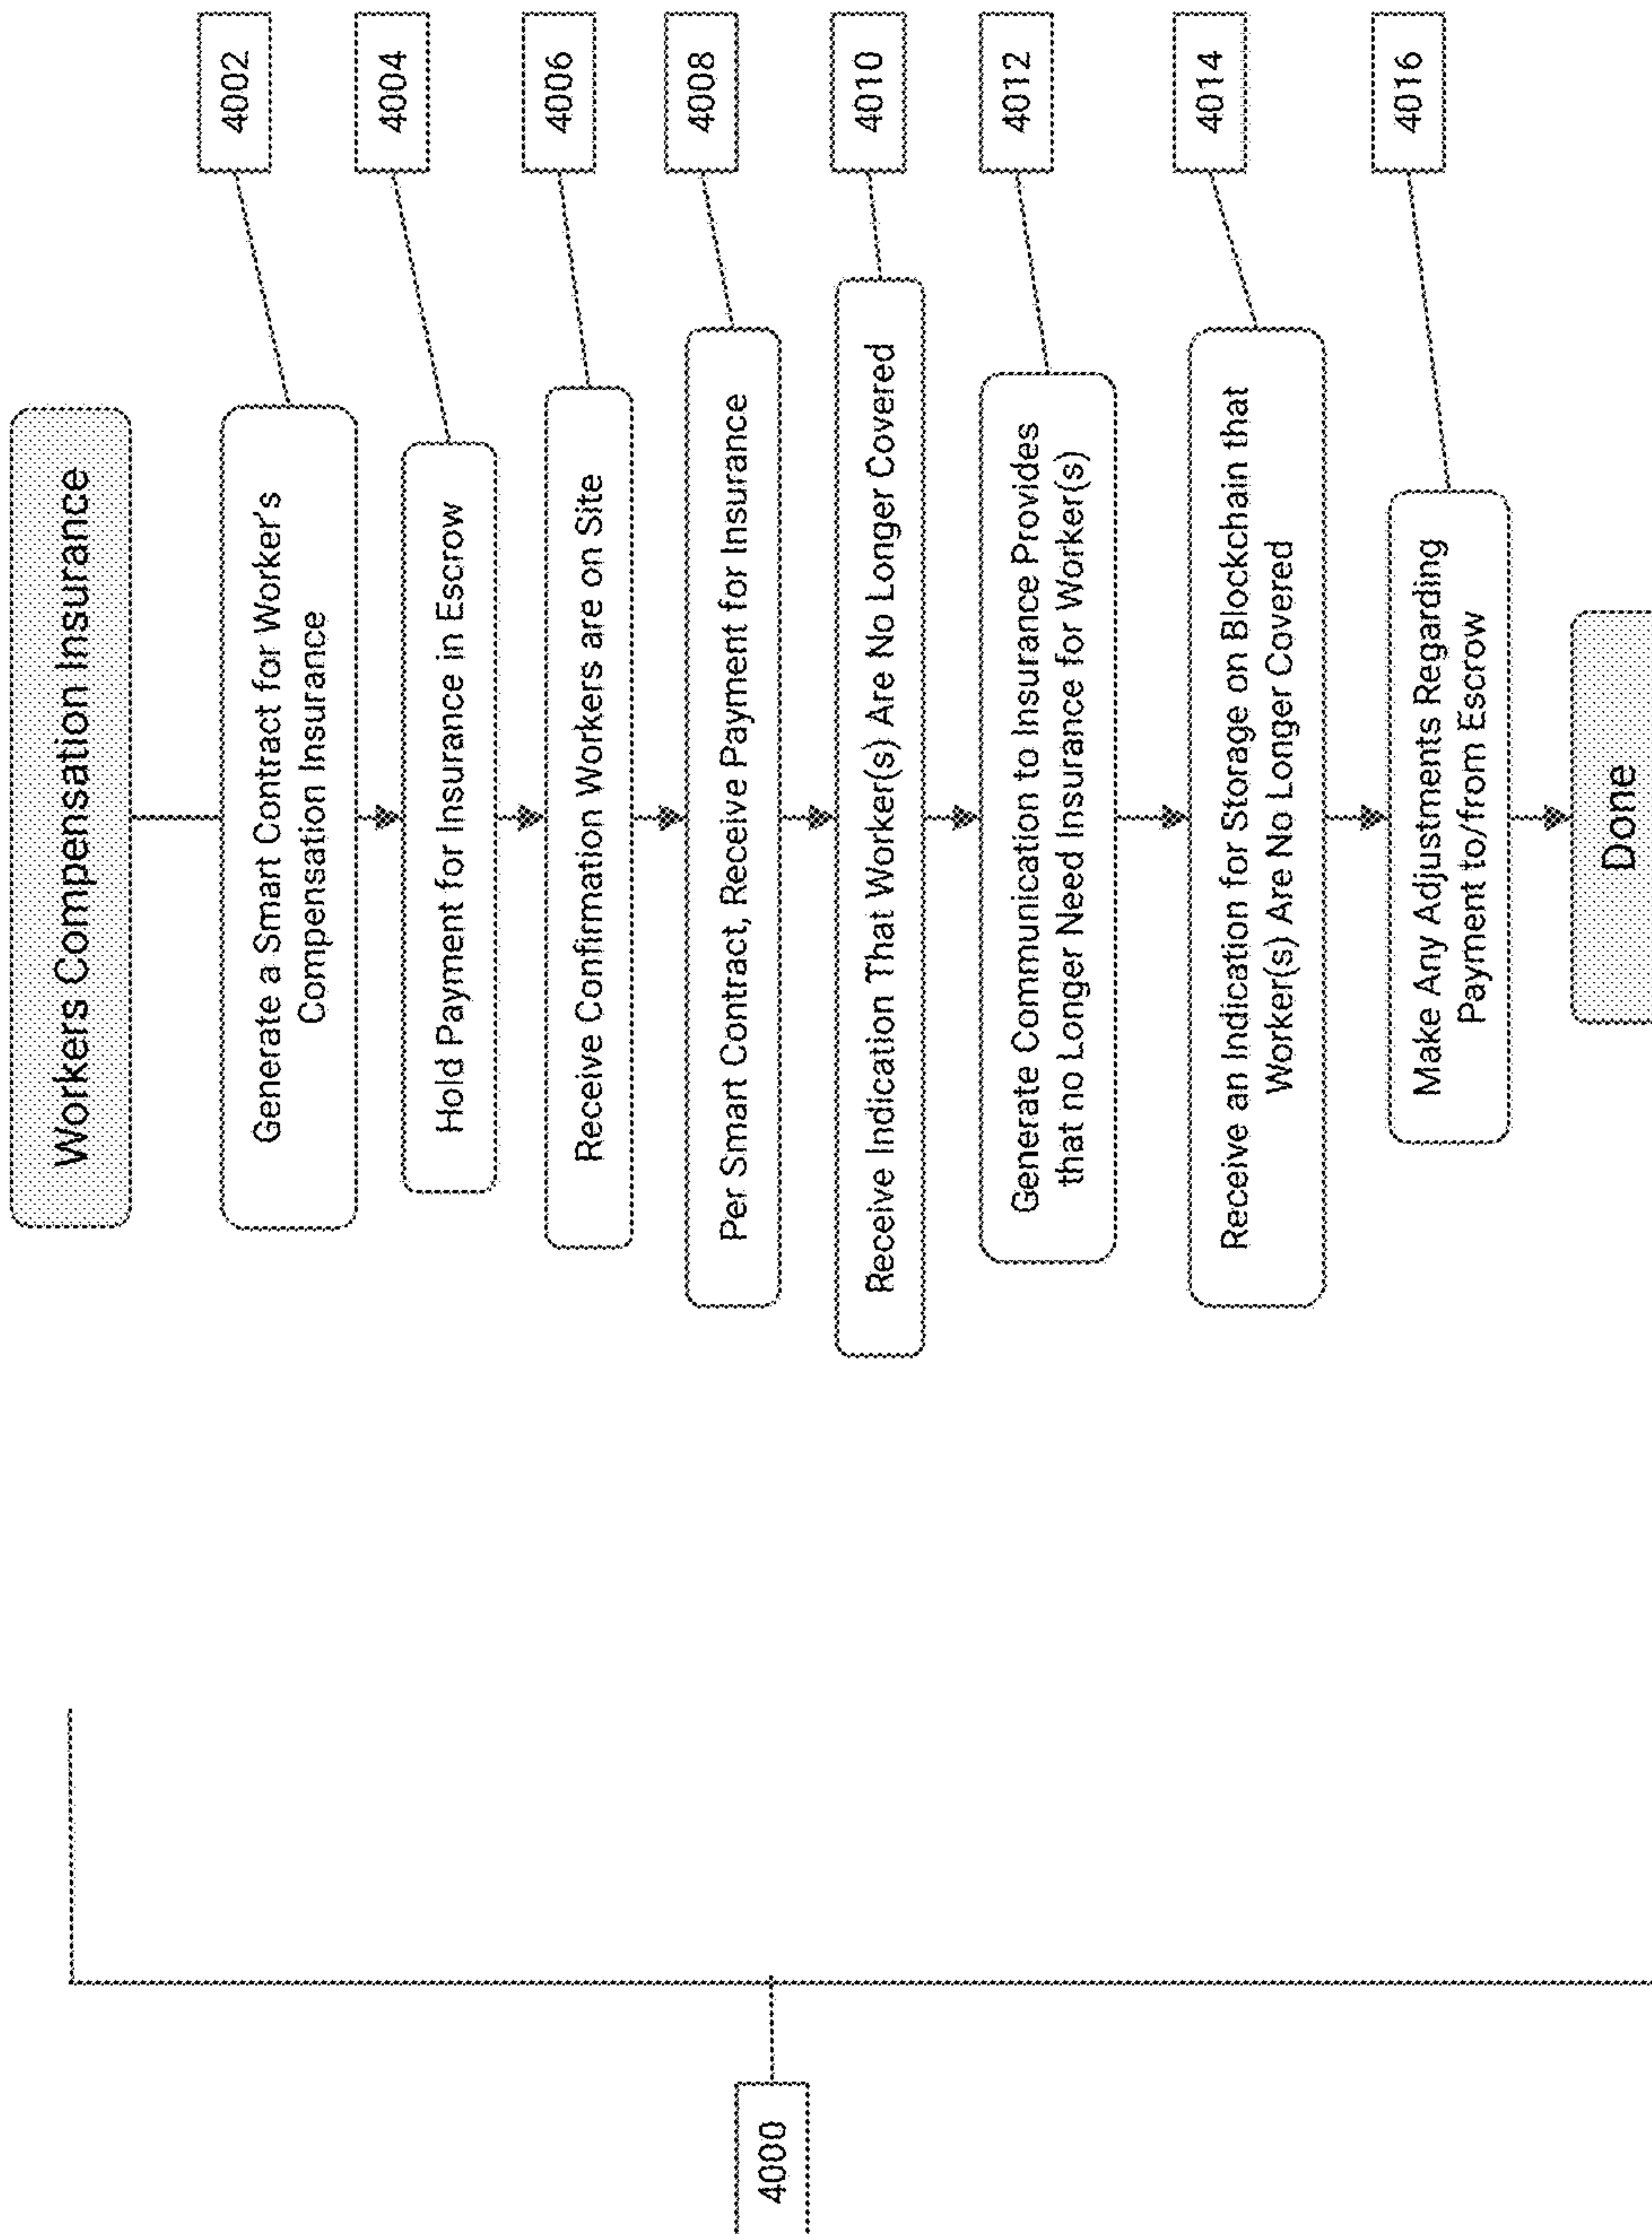 Workers Compensation Insurance
4002
Generate a Smart Contract for Worker's
Compensation Insurance
4004
Hold Payment for Insurance in Escrow
4006
Receive Confirmation Workers are on Site
4008
Per Smart Contract, Receive Payment for Insurance
4010
Receive Indication That Worker(s) Are No Longer Covered
4012
Generate Communication to Insurance Provides
that no Longer Need Insurance for Worker(s)
4014
Receive an Indication for Storage on Blockchain that
Worker(s) Are No Longer Covered
4016
Make Any Adjustments Regarding
Payment to/from Escrow
Done
4000